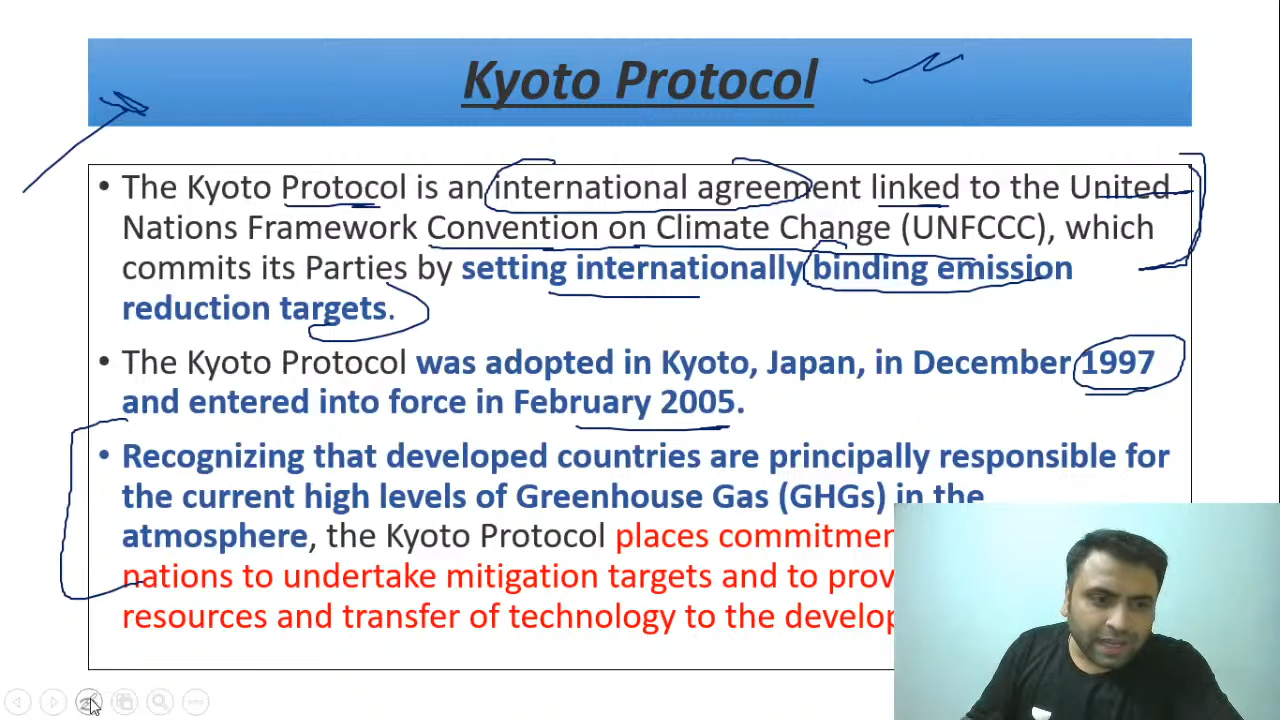 Kyoto Protocol
• The Kyoto Protocol is an international agreement linked to the United
Nations Framework Convention on Climate Change (UNFCCC), which
commits its Parties by setting internationally binding emission
reduction targets.
• The Kyoto Protocol was adopted in Kyoto, Japan, in December 1997
and entered into force in February 2005.
• Recognizing that developed countries are principally responsible for
the current high levels of Greenhouse Gas (GHGs) in the
atmosphere, the Kyoto Protocol places
nations to undertake mitigation targets and to
resources and transfer of technology to the